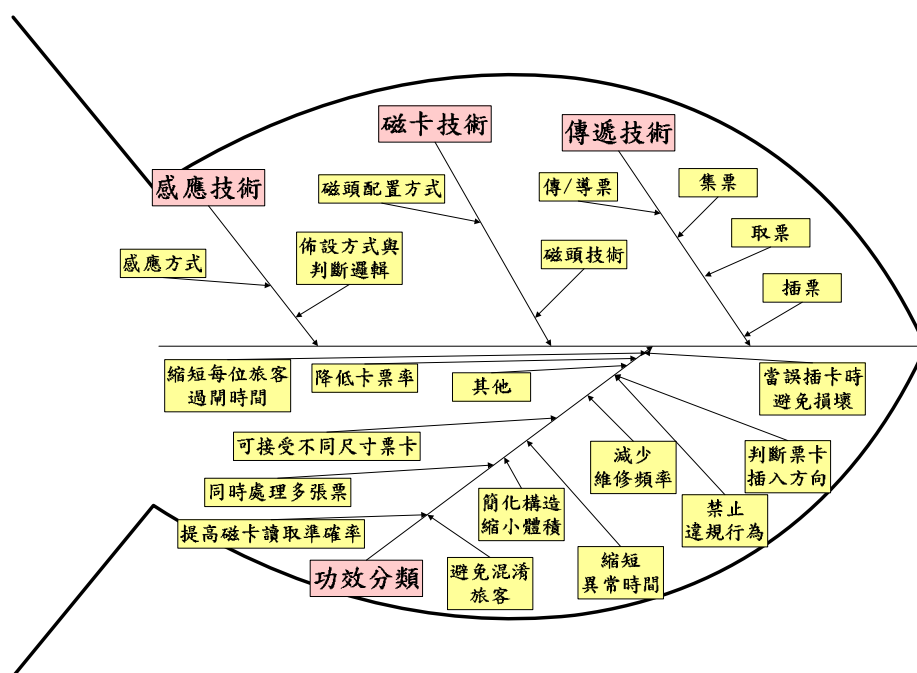 磁卡技術
傳遞技術
感應技術
磁頭配置方式
傳/導票
集票
感應方式
佈設方式與
判斷邏輯
磁頭技術
取票
插票
縮短每位旅客
過閘時間
降低卡票率
其他
當誤插卡時
避免損壞
可接受不同尺寸票卡
減少
維修頻率
判斷票卡
插入方向
同時處理多張票
簡化構造
縮小體積
禁止
違規行為
提高磁卡讀取準確率
功效分類
避免混淆
旅客
縮短
異常時間